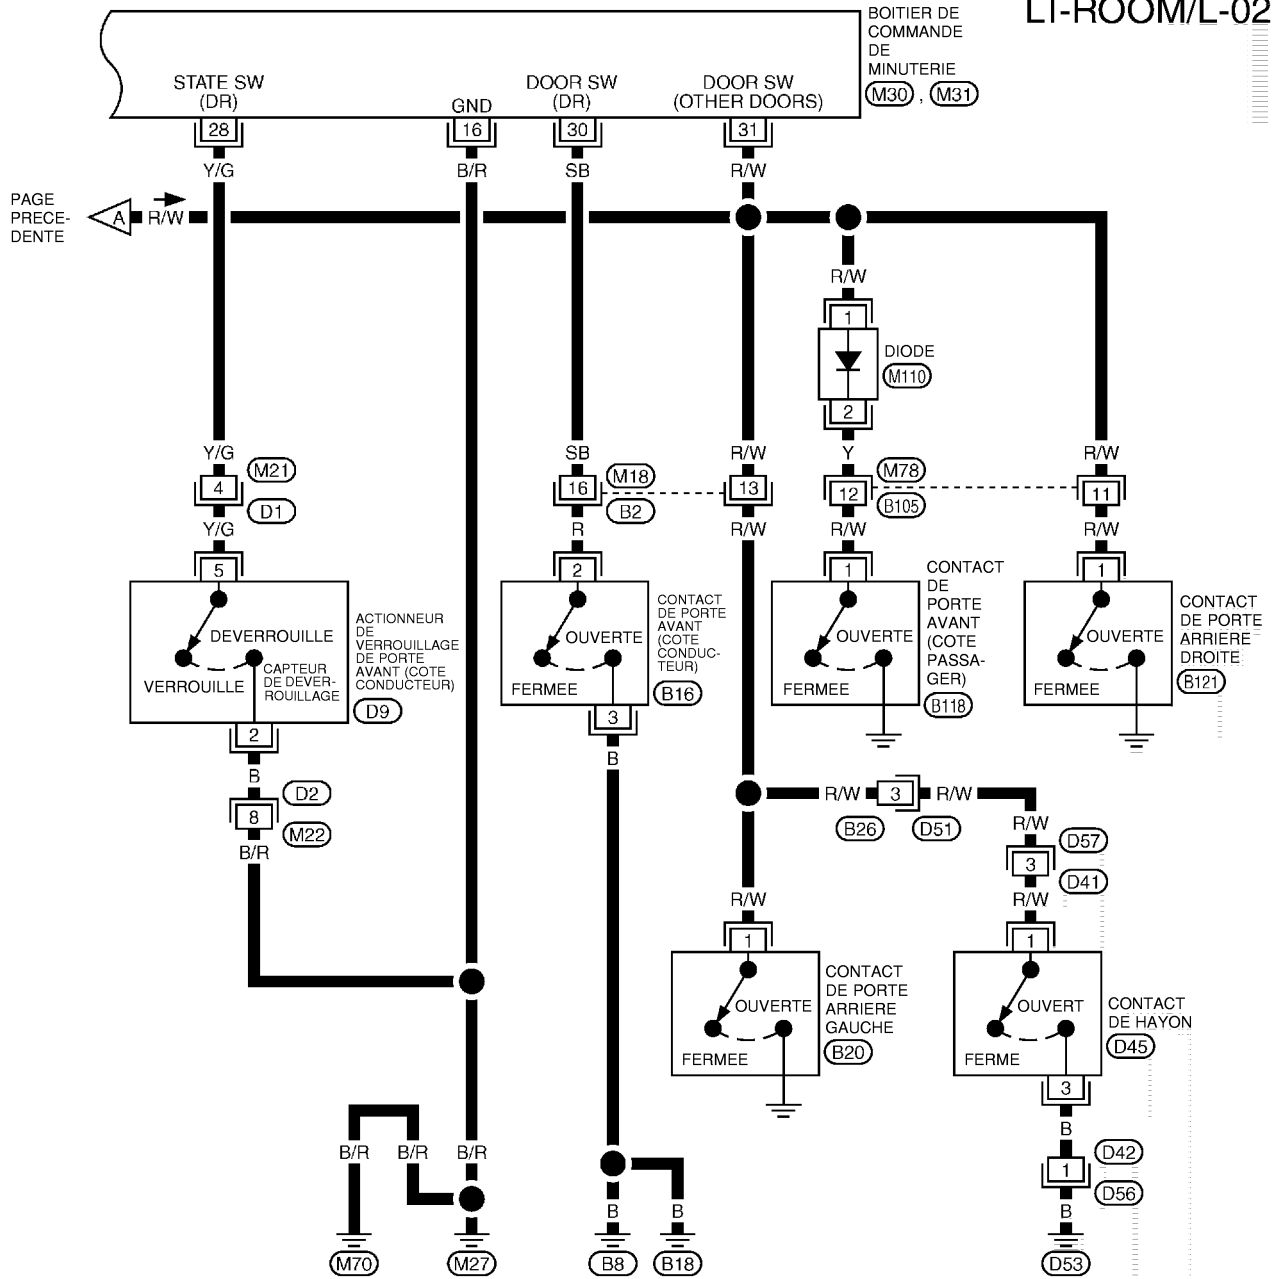 LT-ROOM/L-02
BOITIER DE
COMMANDE
DE
MINUTERIE
M30 , M31
STATE SW
(DR)
GND
DOOR SW
(DR)
DOOR SW
(OTHER DOORS)
28
16
30
31
Y/G
B/R
SB
R/W
PAGE
PRECE-
DENTE
A
R/W
R/W
1
DIODE
M110
2
Y/G
SB
R/W
Y
R/W
4
M21
D1
16
M18
B2
13
12
M78
B105
11
Y/G
R
R/W
R/W
R/W
5
2
1
1
DEVERROUILLE
VERROUILLE
CAPTEUR
DE DEVER-
ROUILLAGE
ACTIONNEUR
DE
VERROUILLAGE
DE PORTE
AVANT (COTE
CONDUCTEUR)
D9
OUVERTE
FERMEE
CONTACT
DE PORTE
AVANT
(COTE
CONDUC-
TEUR)
B16
OUVERTE
FERMEE
CONTACT
DE
PORTE
AVANT
(COTE
PASSA-
GER)
B118
OUVERTE
FERMEE
CONTACT
DE PORTE
ARRIERE
DROITE
B121
2
3
B
B
D2
8
M22
B/R
R/W
3
R/W
B26
D51
R/W
D57
3
D41
R/W
R/W
1
1
OUVERTE
FERMEE
CONTACT
DE PORTE
ARRIERE
GAUCHE
B20
OUVERT
FERME
CONTACT
DE HAYON
D45
3
B
D42
1
D56
B
D53
B/R
B/R
B/R
B
B
M70
M27
B8
B18